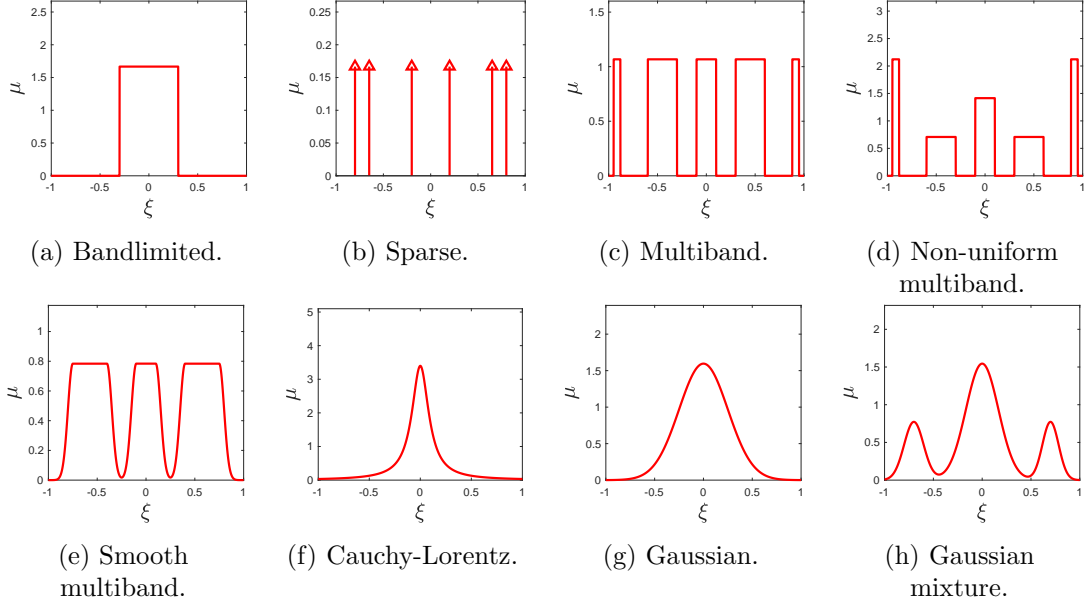 2.5
2
1.5
1
0.5
0
-1 -0.5 0 0.5 1
μ
ξ
(a) Bandlimited.
0.25
0.2
0.15
0.1
0.05
0
-1 -0.5 0 0.5 1
μ
ξ
(b) Sparse.
1.5
1
0.5
0
-1 -0.5 0 0.5 1
μ
ξ
(c) Multiband.
3
2.5
2
1.5
1
0.5
0
-1 -0.5 0 0.5 1
μ
ξ
(d) Non-uniform
multiband.
1
0.8
0.6
0.4
0.2
0
-1 -0.5 0 0.5 1
μ
ξ
(e) Smooth
multiband.
5
4
3
2
1
0
-1 -0.5 0 0.5 1
μ
ξ
(f) Cauchy-Lorentz.
2
1.5
1
0.5
0
-1 -0.5 0 0.5 1
μ
ξ
(g) Gaussian.
2
1.5
1
0.5
0
-1 -0.5 0 0.5 1
μ
ξ
(h) Gaussian
mixture.